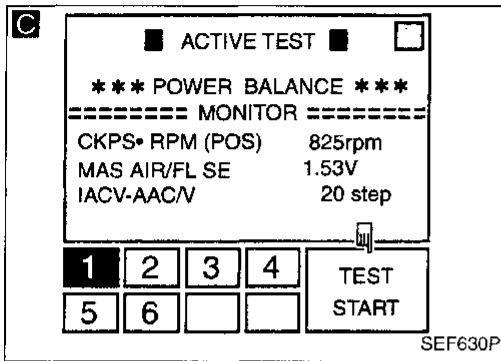 C
■ ACTIVE TEST ■
*** POWER BALANCE ***
======== MONITOR ========
CKPS• RPM (POS) 825rpm
MAS AIR/FL SE 1.53V
IACV-AAC/V 20 step
1 2 3 4
5 6
TEST
START
SEF630P